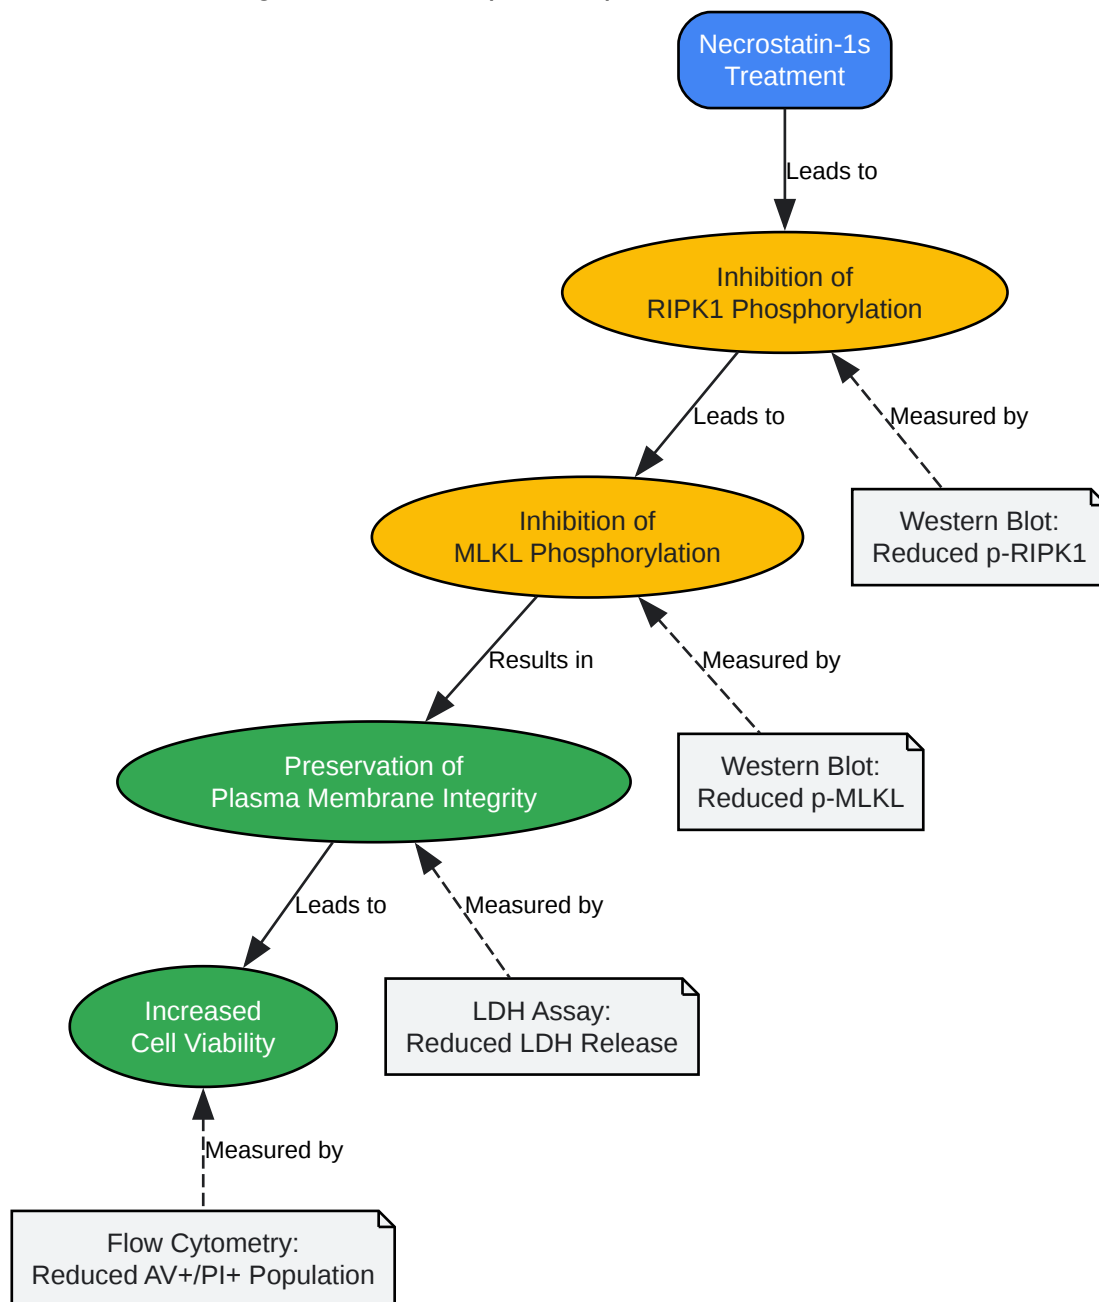 Necrostatin-1s
Treatment
Leads to
Inhibition of
RIPK1 Phosphorylation
Leads to
Measured by
Western Blot:
Reduced p-RIPK1
Inhibition of
MLKL Phosphorylation
Results in
Measured by
Western Blot:
Reduced p-MLKL
Preservation of
Plasma Membrane Integrity
Leads to
Measured by
LDH Assay:
Reduced LDH Release
Increased
Cell Viability
Measured by
Flow Cytometry:
Reduced AV+/PI+ Population